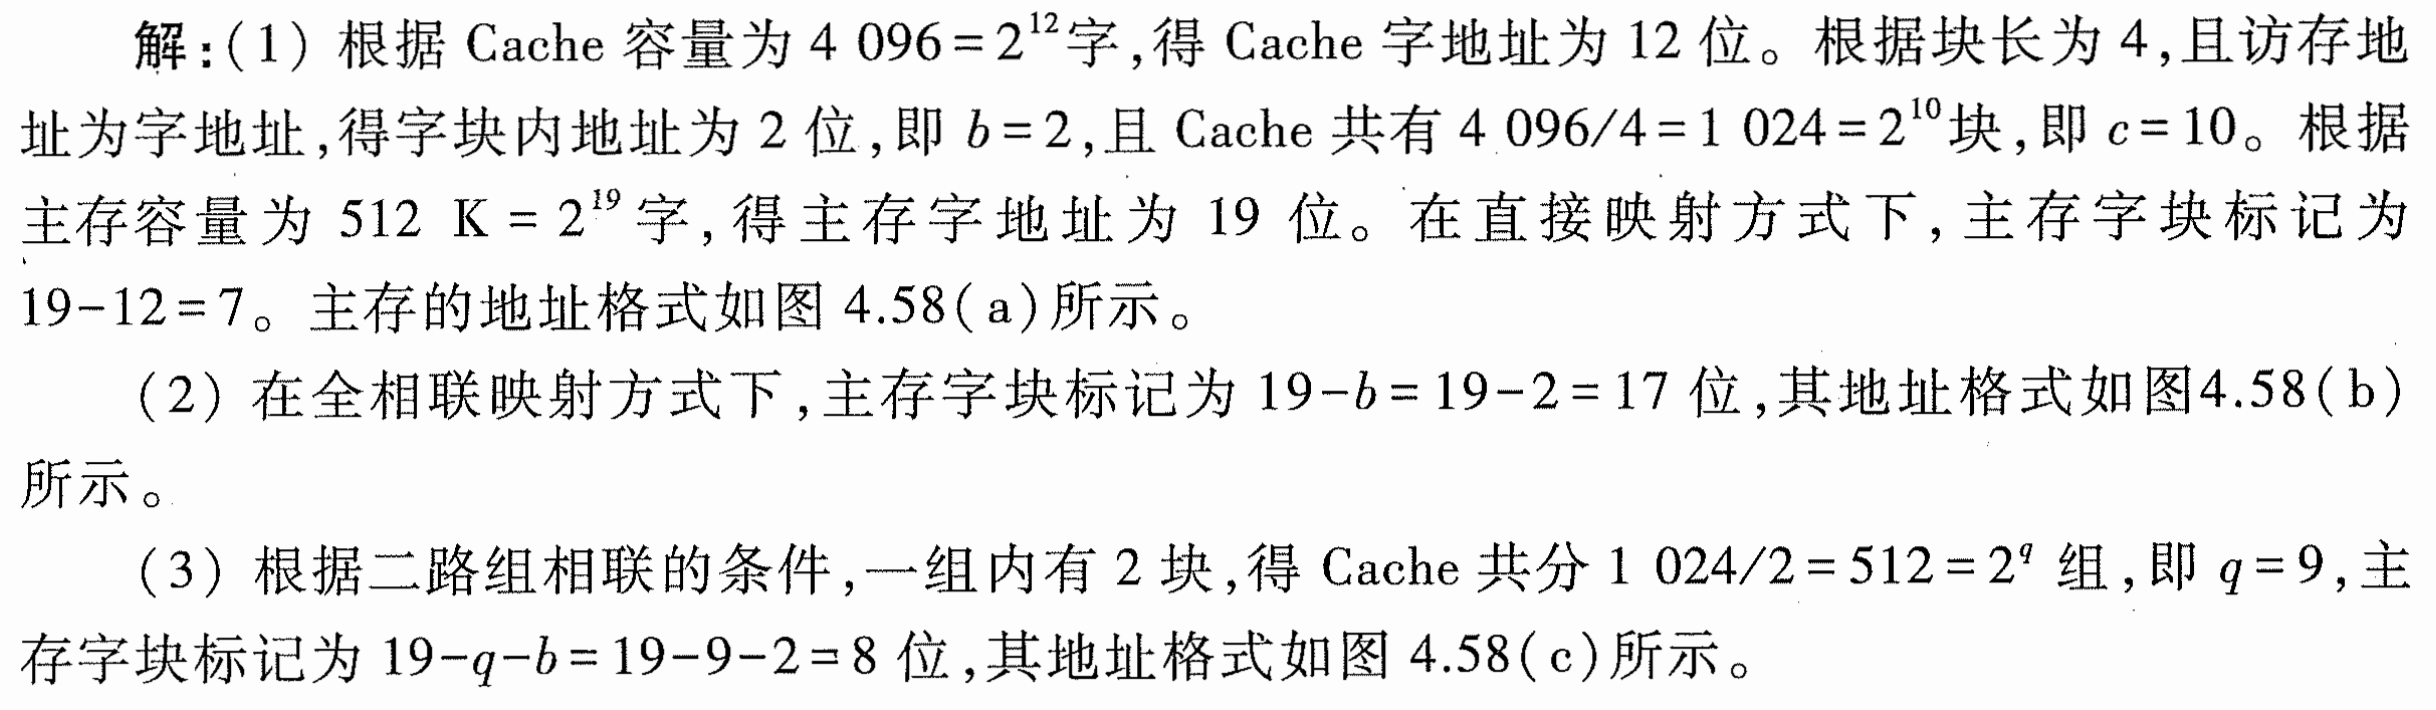 解:(1) 根据 Cache 容量为 4 096=2¹²字,得 Cache 字地址为 12 位。根据块长为 4,且访存地
址为字地址,得字块内地址为 2 位,即 b=2,且 Cache 共有 4 096/4=1 024=2¹⁰块,即 c=10。根据
主存容量为 512 K = 2¹⁹字,得主存字地址为 19 位。在直接映射方式下,主存字块标记为
19-12=7。主存的地址格式如图 4.58(a)所示。
(2) 在全相联映射方式下,主存字块标记为 19-b=19-2=17 位,其地址格式如图4.58(b)
所示。
(3) 根据二路组相联的条件,一组内有 2 块,得 Cache 共分 1 024/2=512=2^q 组,即 q=9,主
存字块标记为 19-q-b=19-9-2=8 位,其地址格式如图 4.58(c)所示。